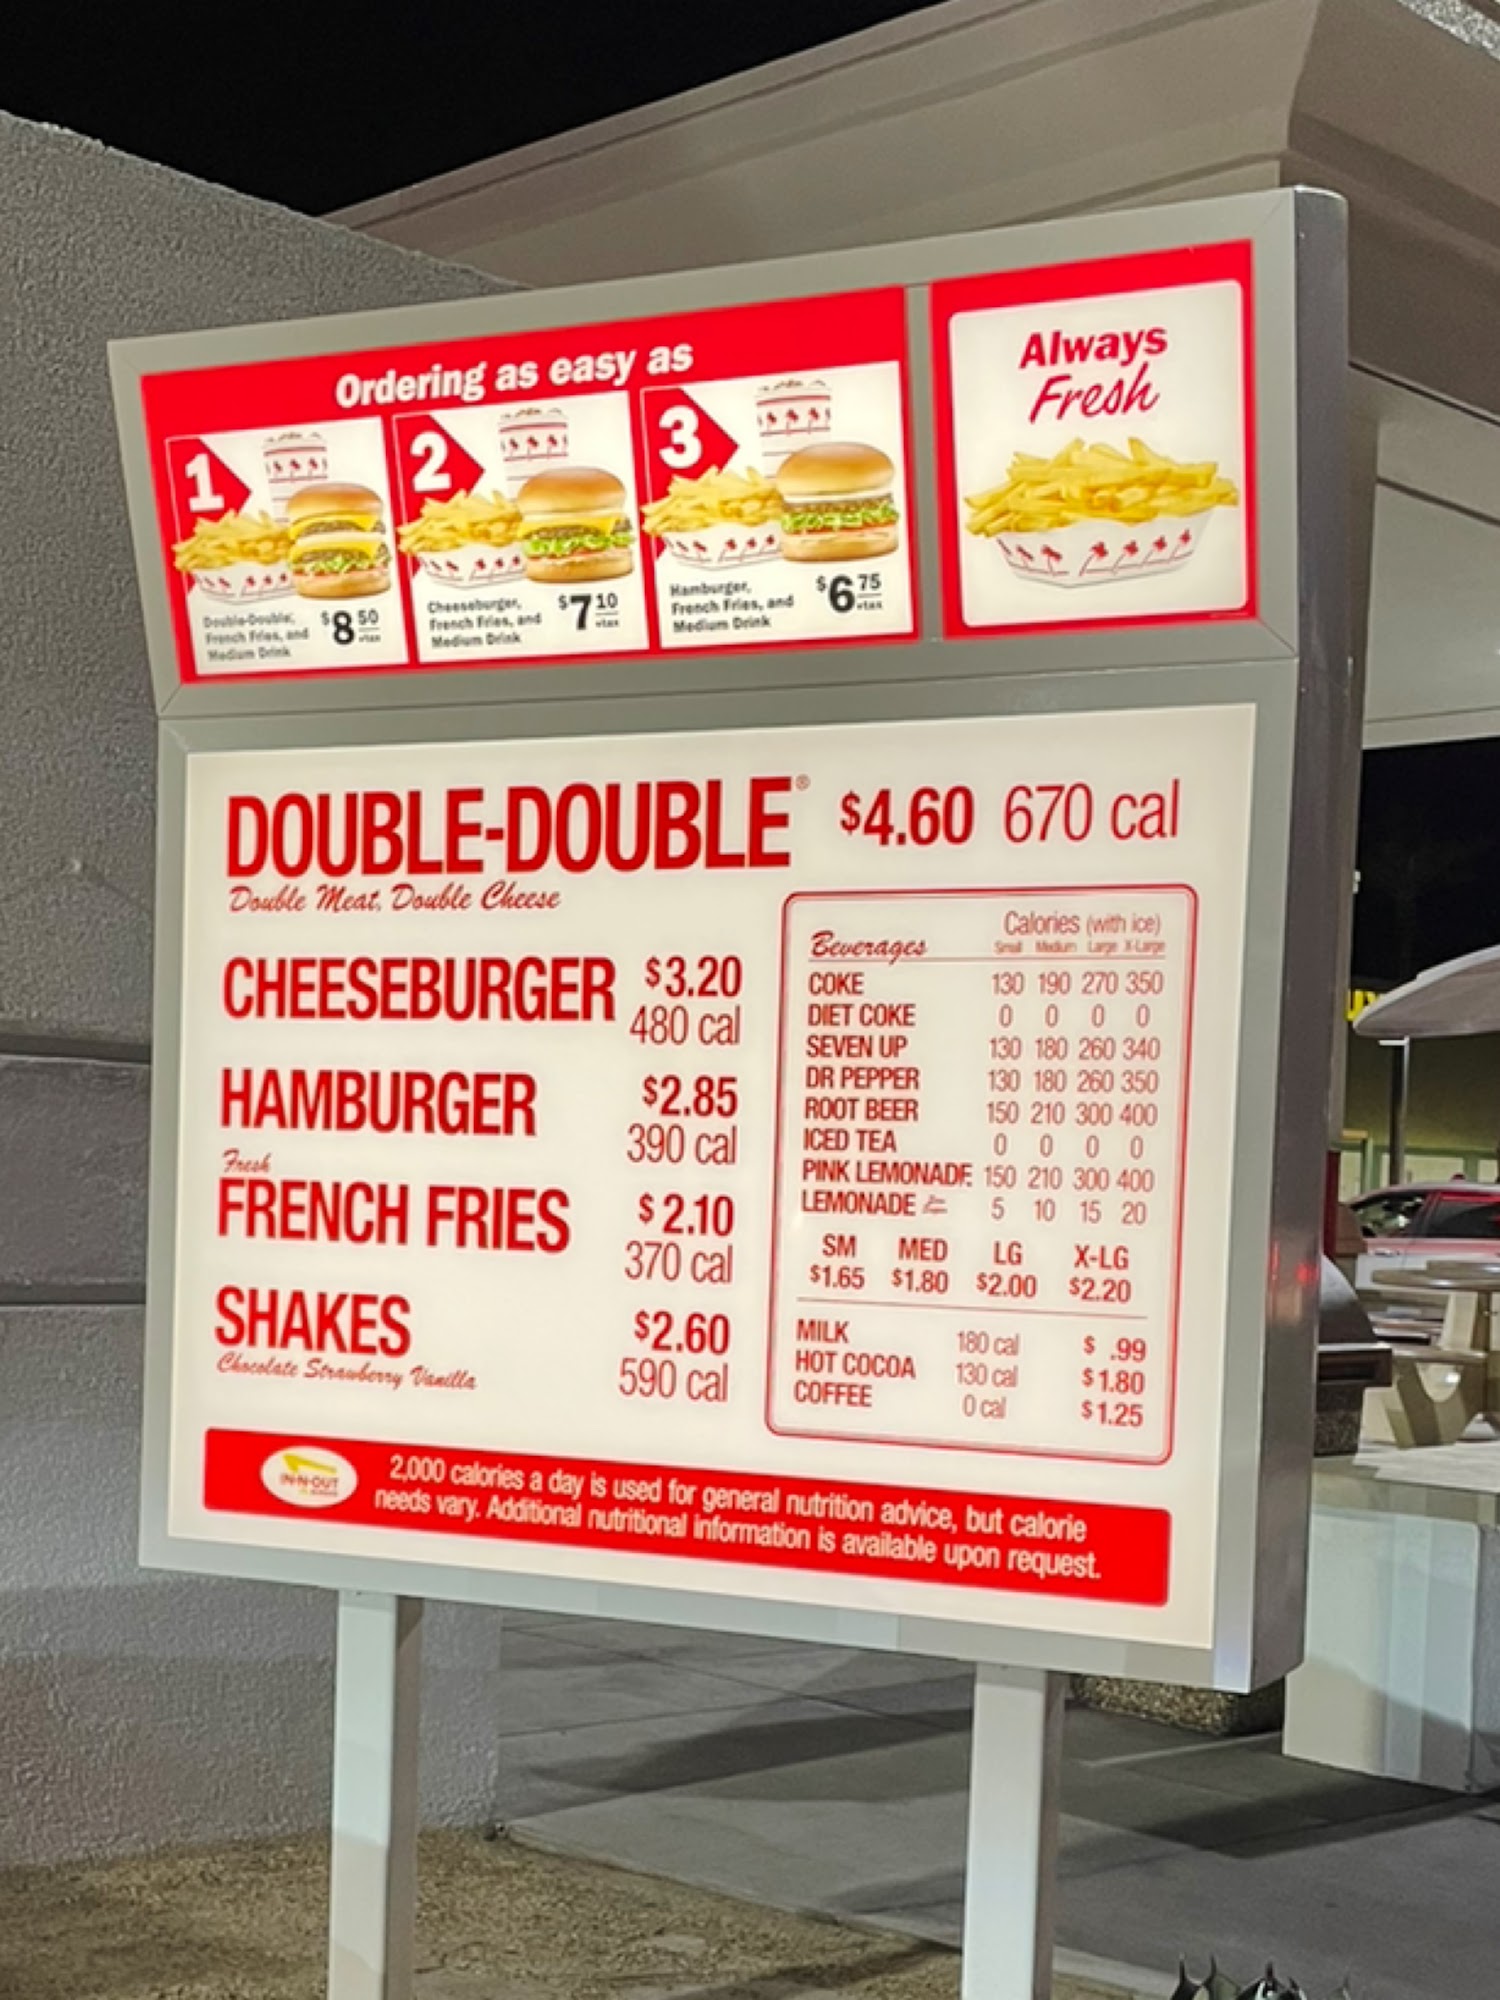 Ordering as easy as
1
Double-Double,
French Fries, and
Medium Drink
$8 50
+tax
2
Cheeseburger,
French Fries, and
Medium Drink
$7 10
+tax
3
Hamburger,
French Fries, and
Medium Drink
$6 75
+tax
Always
Fresh
DOUBLE-DOUBLE® $4.60 670 cal
Double Meat, Double Cheese
CHEESEBURGER $3.20
480 cal
HAMBURGER $2.85
390 cal
Fresh
FRENCH FRIES $2.10
370 cal
SHAKES $2.60
Chocolate Strawberry Vanilla 590 cal
Calories (with ice)
Beverages Small Medium Large X-Large
COKE 130 190 270 350
DIET COKE 0 0 0 0
SEVEN UP 130 180 260 340
DR PEPPER 130 180 260 350
ROOT BEER 150 210 300 400
ICED TEA 0 0 0 0
PINK LEMONADE 150 210 300 400
LEMONADE 5 10 15 20
SM MED LG X-LG
$1.65 $1.80 $2.00 $2.20
MILK 180 cal $ .99
HOT COCOA 130 cal $1.80
COFFEE 0 cal $1.25
IN-N-OUT
2,000 calories a day is used for general nutrition advice, but calorie
needs vary. Additional nutritional information is available upon request.